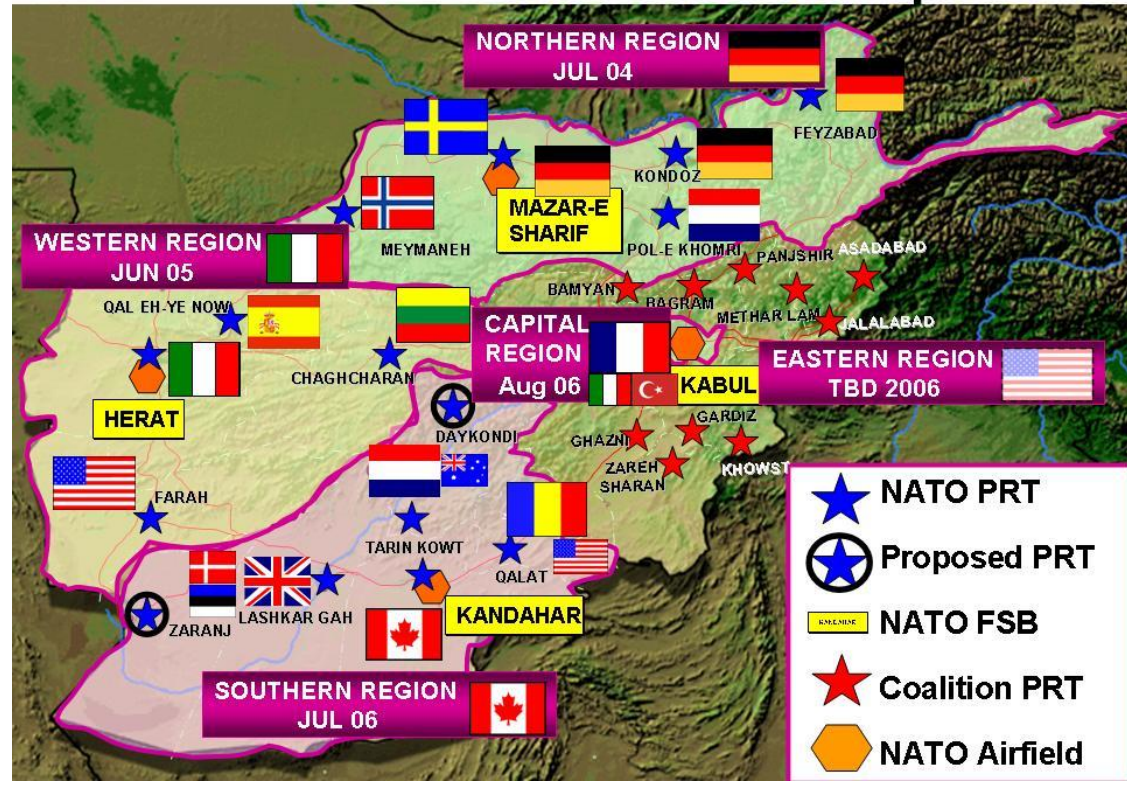 NORTHERN REGION
JUL 04
FEYZABAD
KONDOZ
MAZAR-E
SHARIF
MEYMANEH
POL-E KHOMRI
PANJSHIR
ASADABAD
WESTERN REGION
JUN 05
BAMYAN
BAGRAM
METHAR LAM
JALALABAD
QAL EH-YE NOW
CHAGHCHARAN
CAPITAL
REGION
Aug 06
KABUL
EASTERN REGION
TBD 2006
HERAT
DAYKONDI
GHAZNI
GARDIZ
ZAREH
SHARAN
KHOWST
FARAH
TARIN KOWT
QALAT
ZARANJ
LASHKAR GAH
KANDAHAR
SOUTHERN REGION
JUL 06
NATO PRT
Proposed PRT
NATO FSB
Coalition PRT
NATO Airfield